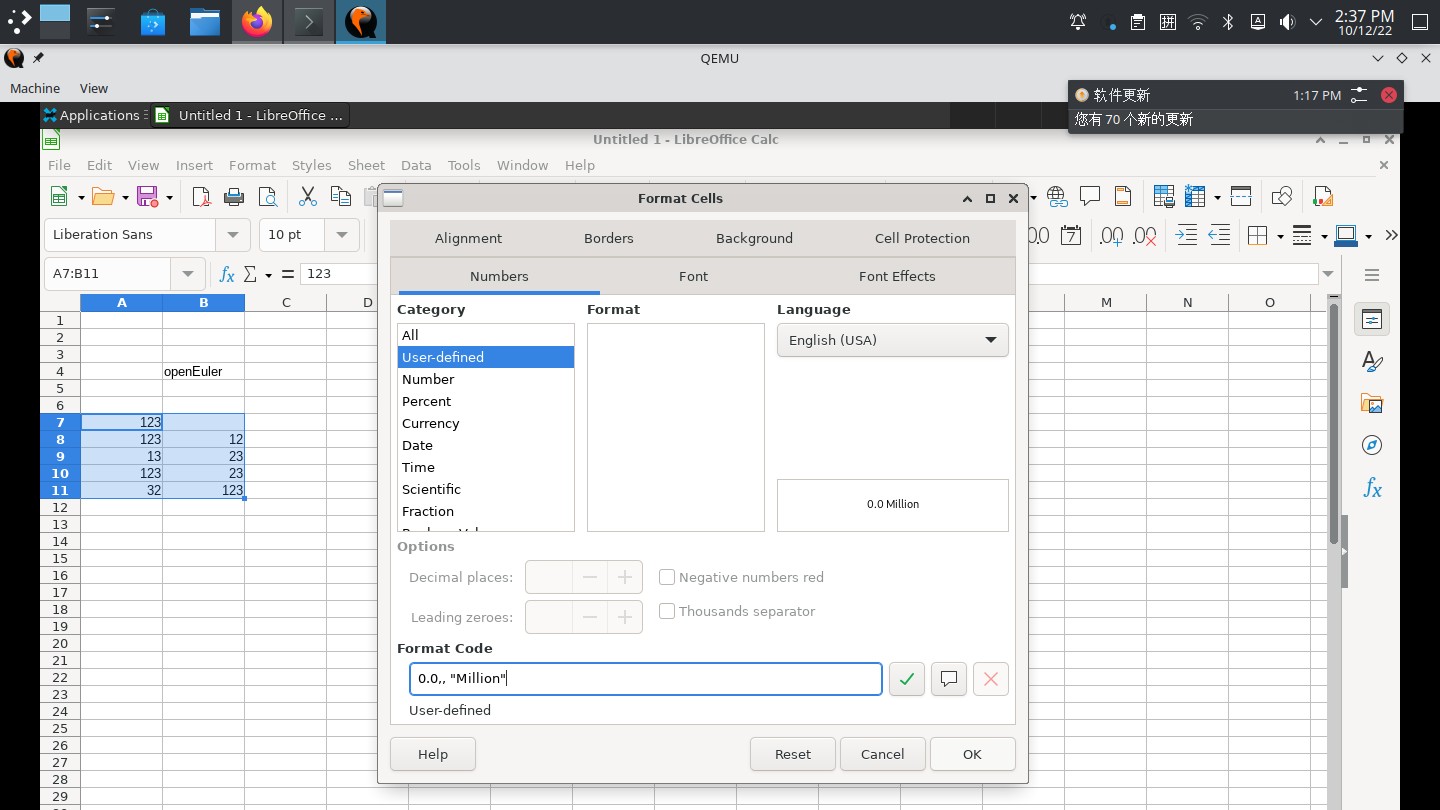 2:37 PM
10/12/22
QEMU
Machine View
软件更新 1:17 PM
您有 70 个新的更新
Applications Untitled 1 - LibreOffice ...
Untitled 1 - LibreOffice Calc
File Edit View Insert Format Styles Sheet Data Tools Window Help
Liberation Sans 10 pt
A7:B11 123
Format Cells
Alignment Borders Background Cell Protection
Numbers Font Font Effects
Category Format Language
All
User-defined
Number
Percent
Currency
Date
Time
Scientific
Fraction
English (USA)
0.0 Million
Options
Decimal places: Negative numbers red
Leading zeroes: Thousands separator
Format Code
0.0,, "Million"
User-defined
Help Reset Cancel OK
A B C D M N O
1
2
3
4 openEuler
5
6
7 123
8 123 12
9 13 23
10 123 23
11 32 123
12
13
14
15
16
17
18
19
20
21
22
23
24
25
26
27
28
29